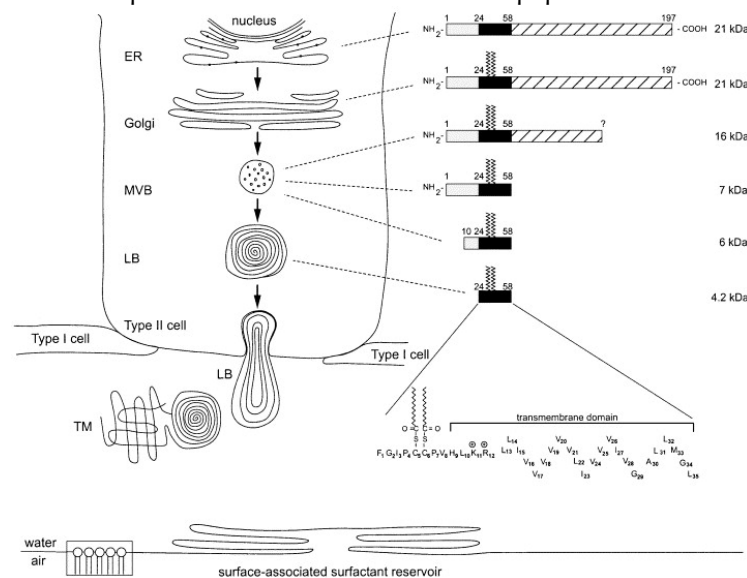 nucleus
ER
Golgi
MVB
LB
Type II cell
Type I cell
Type I cell
LB
TM
NH2- 1 24 58 197 - COOH 21 kDa
NH2- 1 24 58 197 - COOH 21 kDa
NH2- 1 24 58 ? 16 kDa
NH2- 1 24 58 7 kDa
10 24 58 6 kDa
24 58 4.2 kDa
transmembrane domain
O=C C=O
S S
F1 G2 I3 P4 C5 C6 P7 V8 H9 L10 K11 R12 L13 L14 I15 V16 V17 V18 V19 V20 V21 L22 I23 V24 V25 V26 I27 V28 G29 A30 L31 L32 M33 G34 L35
water
air
surface-associated surfactant reservoir